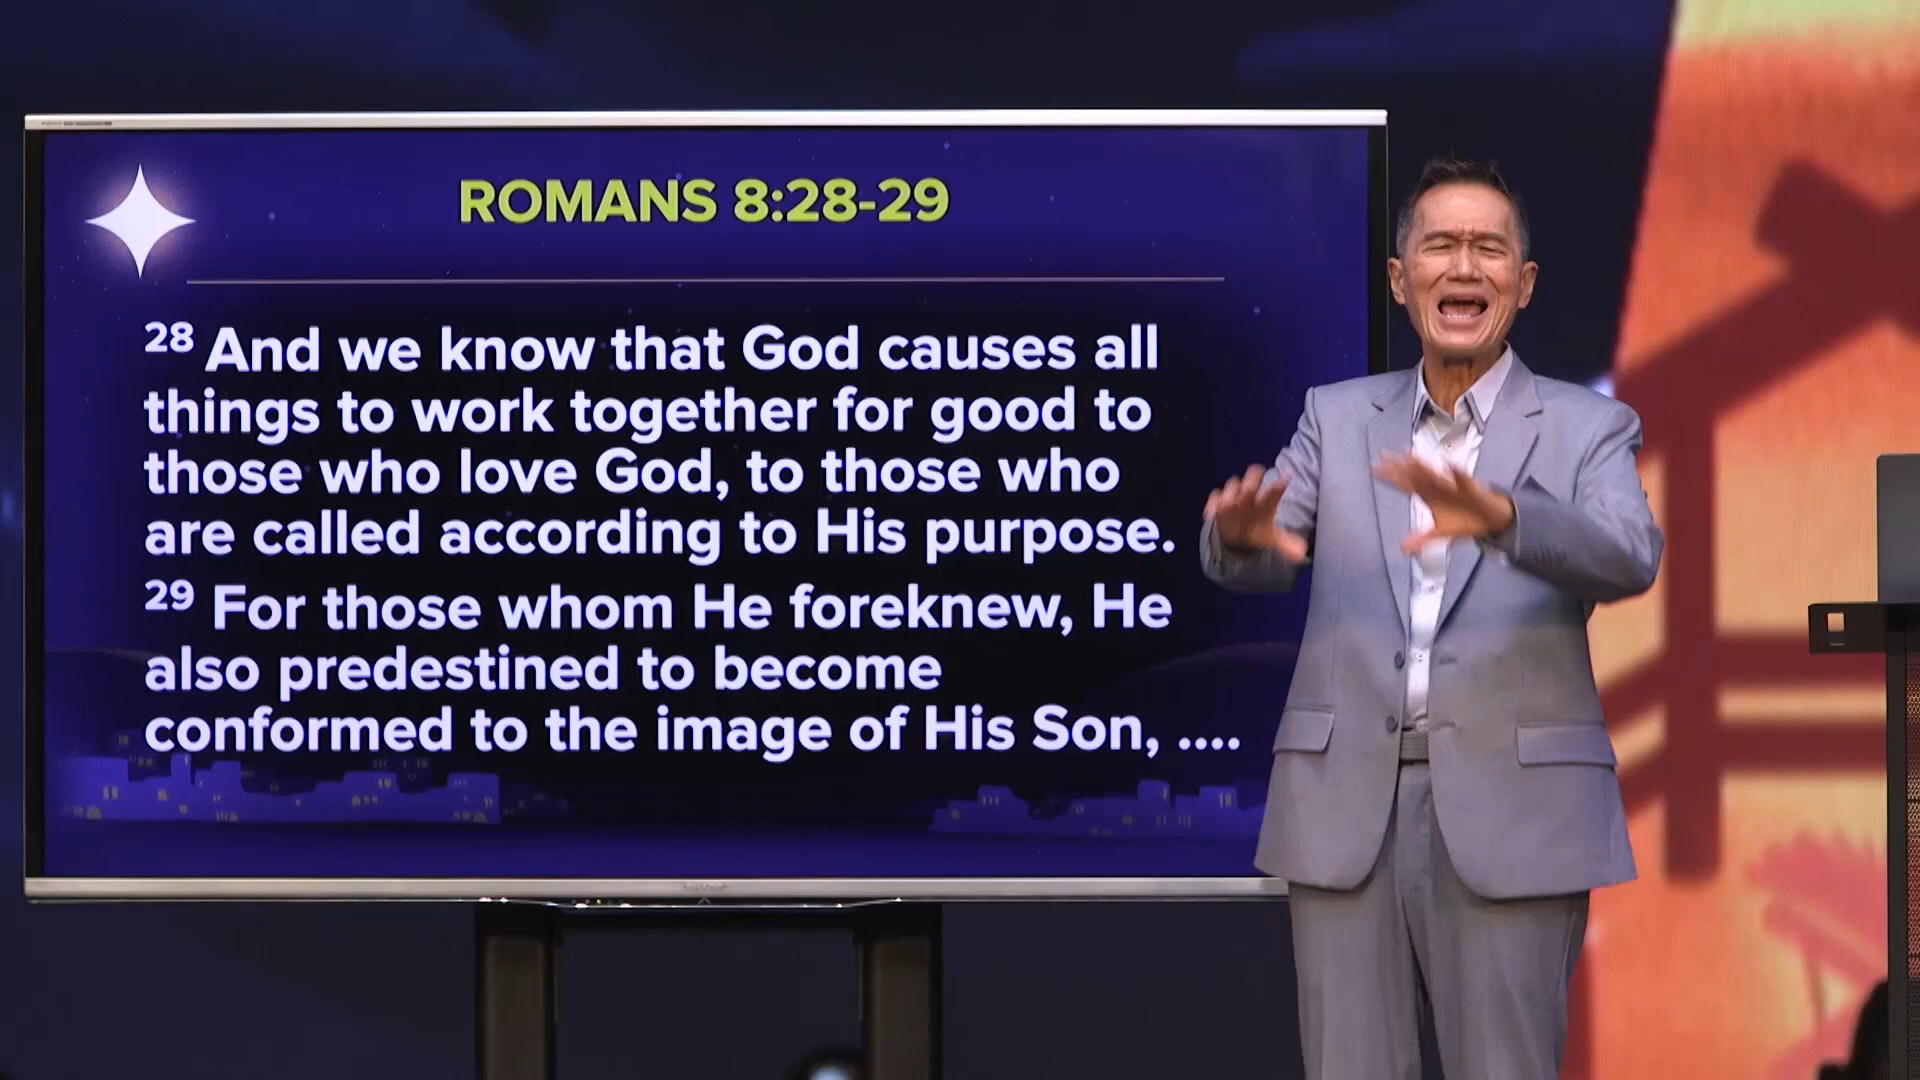 ROMANS 8:28-29
28 And we know that God causes all
things to work together for good to
those who love God, to those who
are called according to His purpose.
29 For those whom He foreknew, He
also predestined to become
conformed to the image of His Son, ....